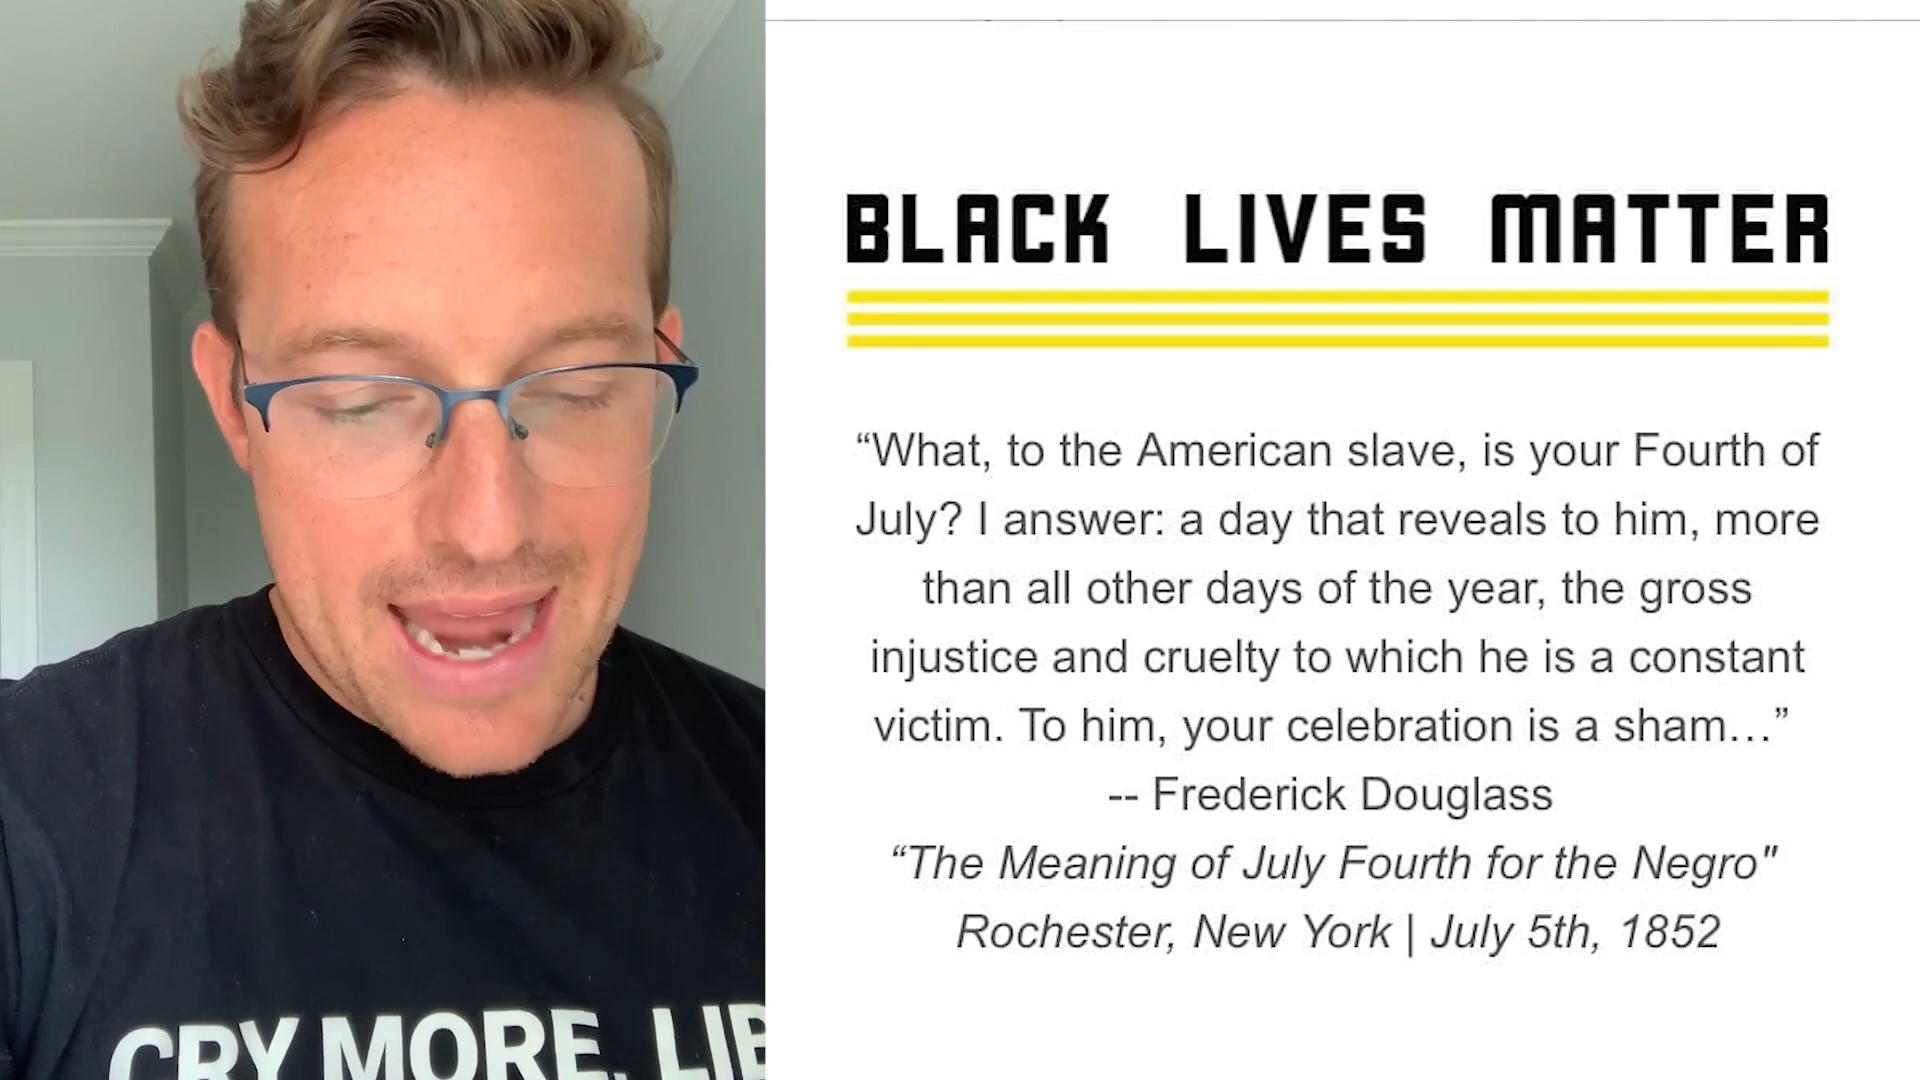 BLACK LIVES MATTER
“What, to the American slave, is your Fourth of
July? I answer: a day that reveals to him, more
than all other days of the year, the gross
injustice and cruelty to which he is a constant
victim. To him, your celebration is a sham…”
-- Frederick Douglass
“The Meaning of July Fourth for the Negro"
Rochester, New York | July 5th, 1852
CRY MORE, LIB